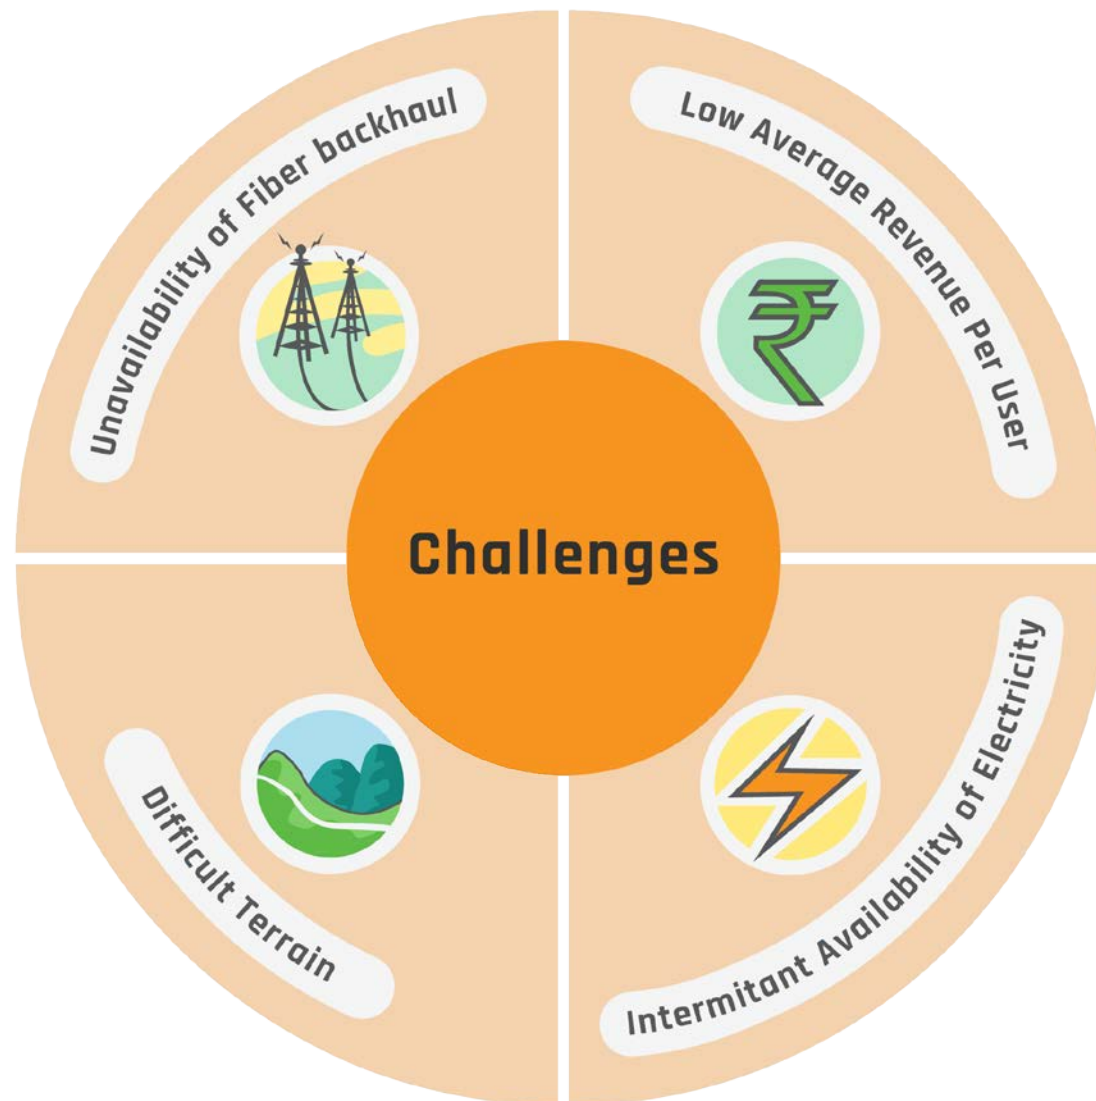 Unavailability of Fiber backhaul
Low Average Revenue Per User
Challenges
Difficult Terrain
Intermitant Availability of Electricity